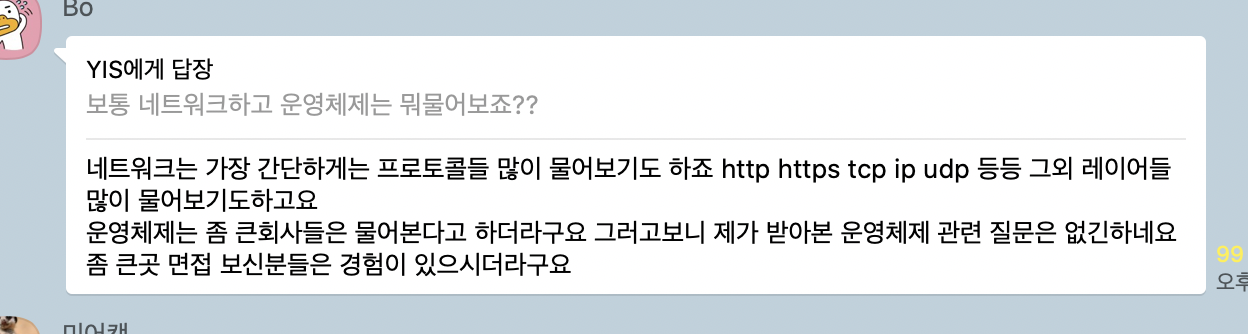 Bo
YIS에게 답장
보통 네트워크하고 운영체제는 뭐물어보죠??
네트워크는 가장 간단하게는 프로토콜들 많이 물어보기도 하죠 http https tcp ip udp 등등 그외 레이어들
많이 물어보기도하고요
운영체제는 좀 큰회사들은 물어본다고 하더라구요 그러고보니 제가 받아본 운영체제 관련 질문은 없긴하네요
좀 큰곳 면접 보신분들은 경험이 있으시더라구요
99
오후